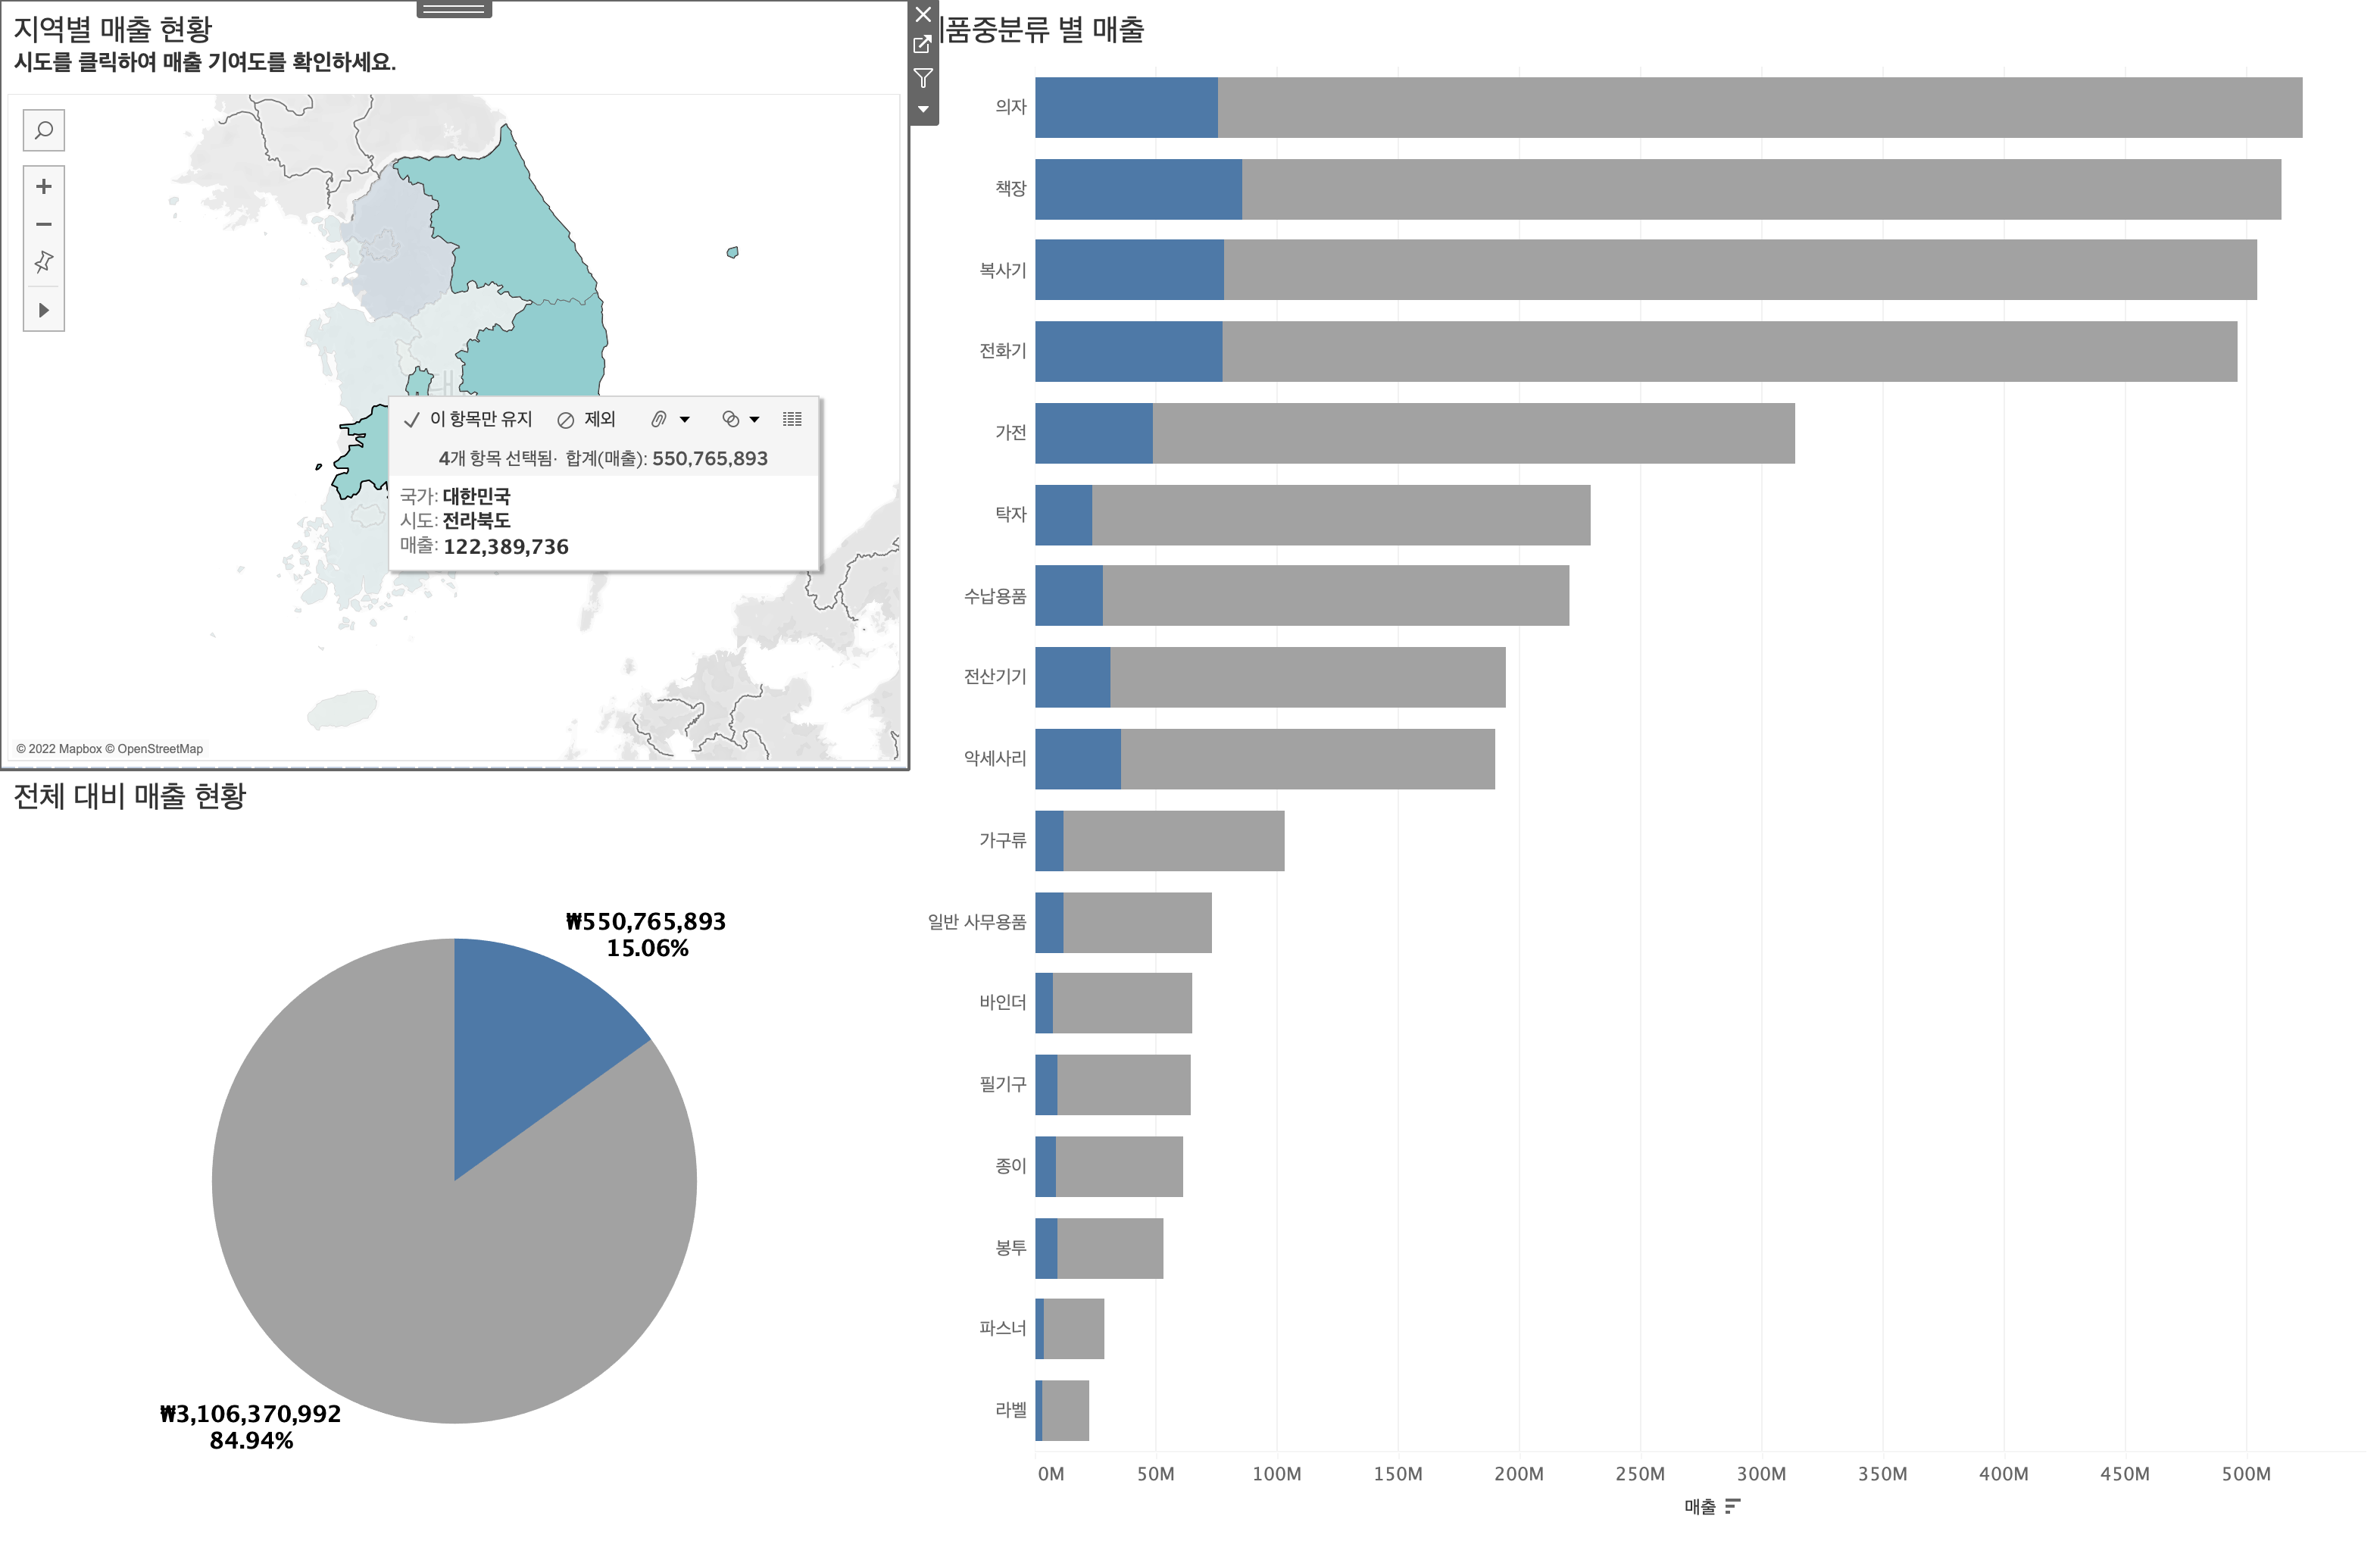 지역별 매출 현황
시도를 클릭하여 매출 기여도를 확인하세요.
이 항목만 유지
제외
4개 항목 선택됨· 합계(매출): 550,765,893
국가: 대한민국
시도: 전라북도
매출: 122,389,736
© 2022 Mapbox © OpenStreetMap
전체 대비 매출 현황
₩550,765,893
15.06%
₩3,106,370,992
84.94%
품중분류 별 매출
의자
책장
복사기
전화기
가전
탁자
수납용품
전산기기
악세사리
가구류
일반 사무용품
바인더
필기구
종이
봉투
파스너
라벨
0M 50M 100M 150M 200M 250M 300M 350M 400M 450M 500M
매출